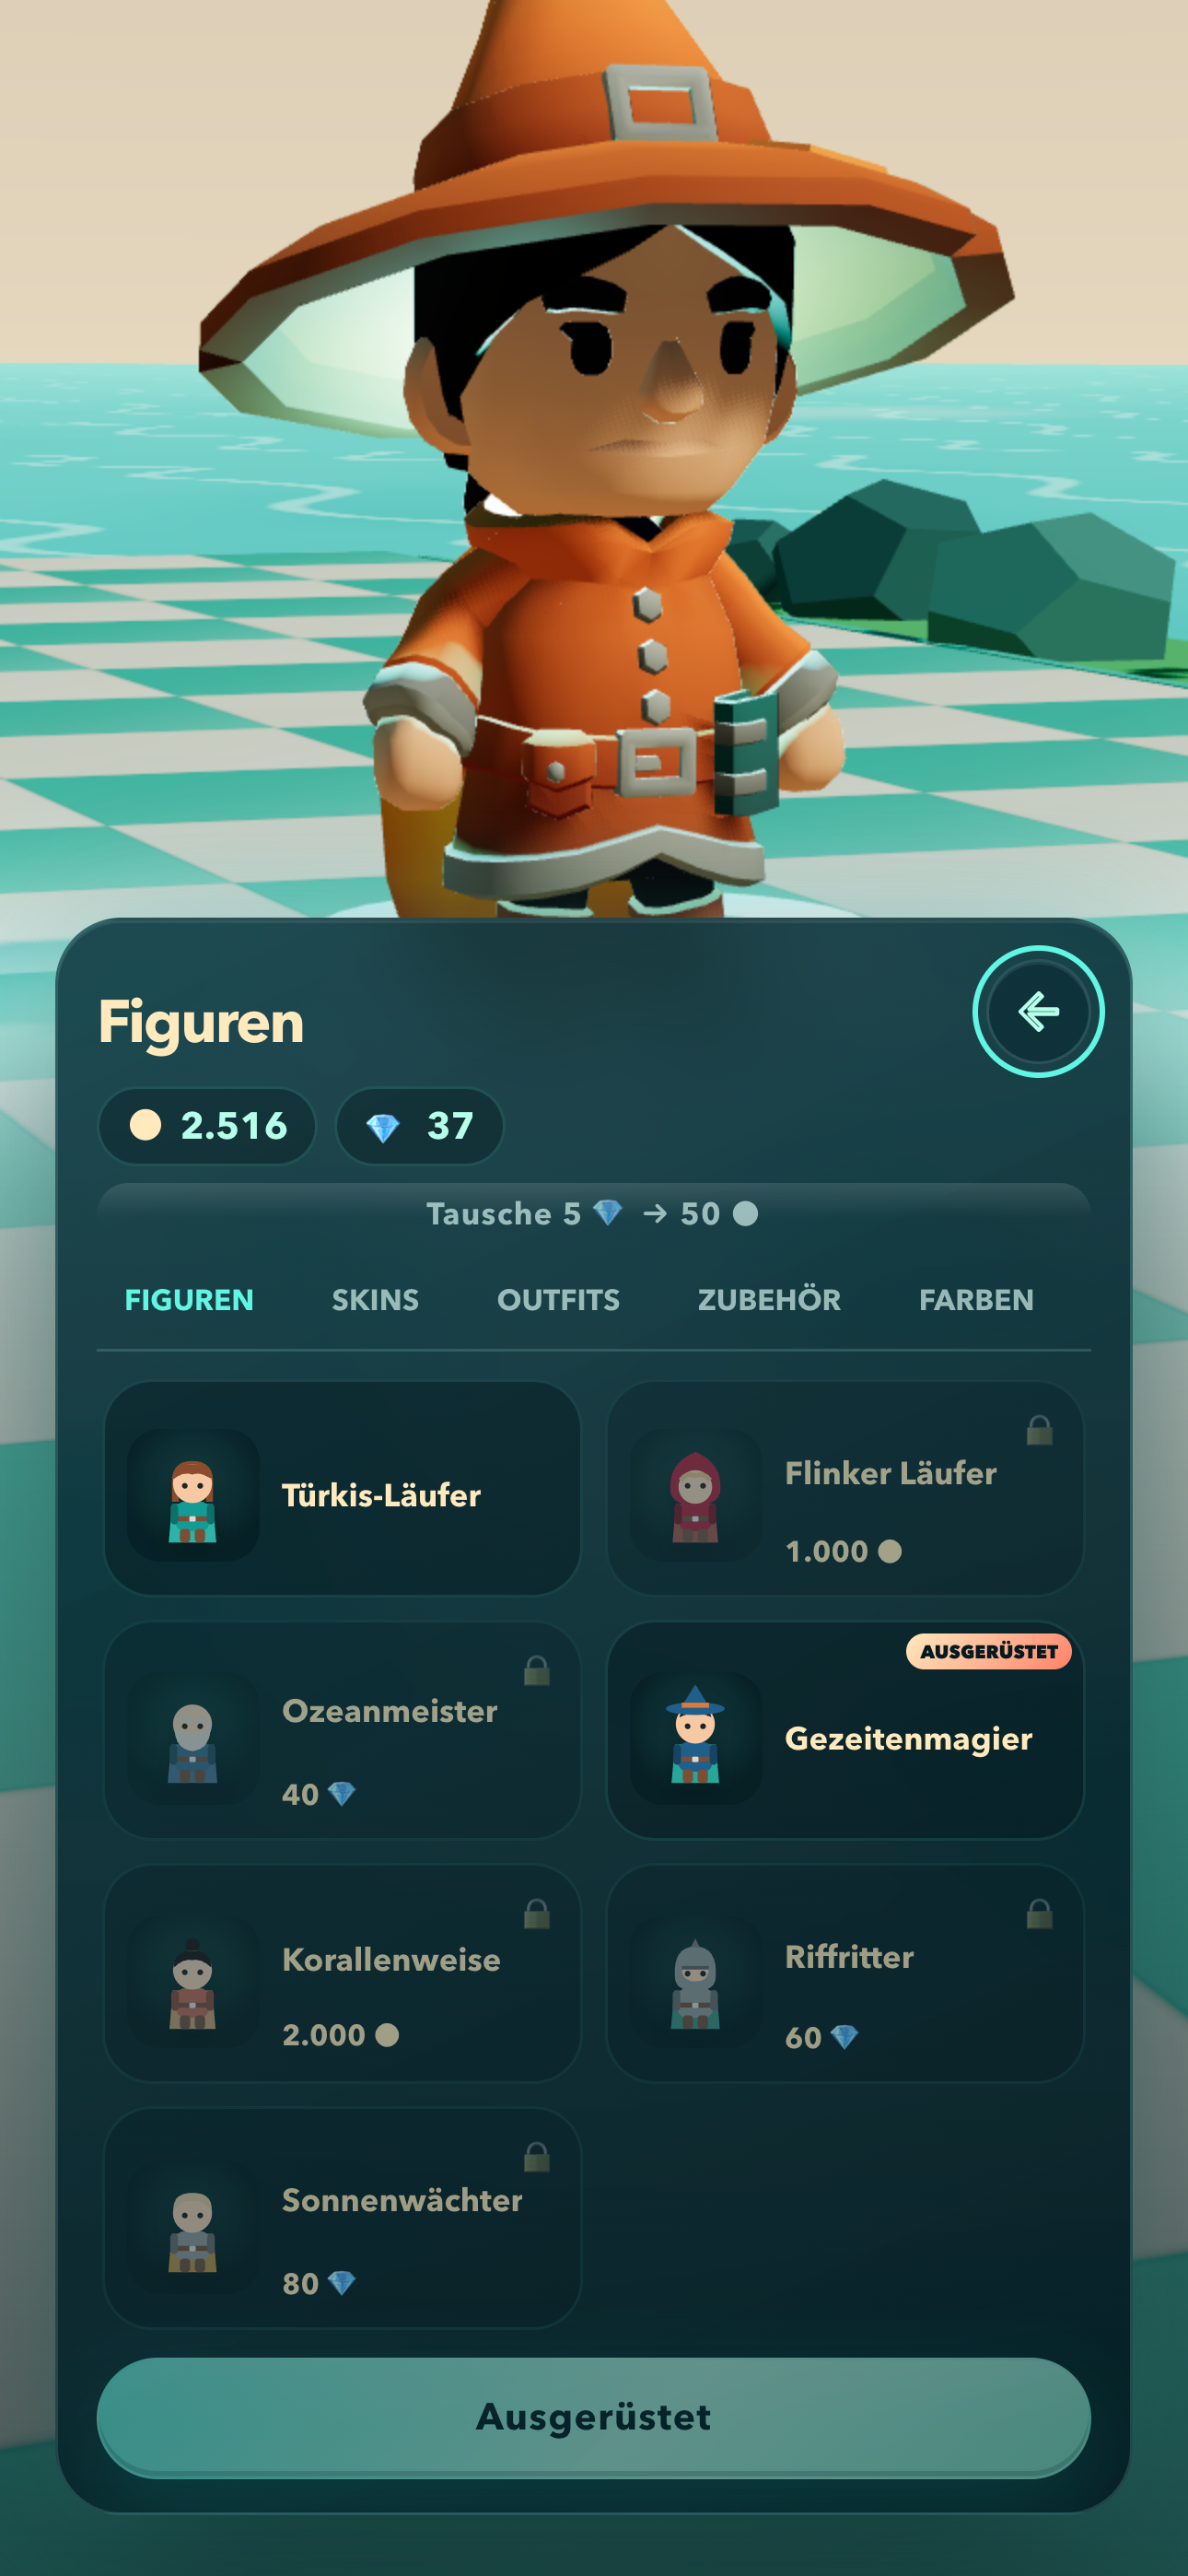 Figuren
2.516 37
Tausche 5 → 50
FIGUREN SKINS OUTFITS ZUBEHÖR FARBEN
Türkis-Läufer
Flinker Läufer
1.000
Ozeanmeister
40
AUSGERÜSTET
Gezeitenmagier
Korallenweise
2.000
Riffritter
60
Sonnenwächter
80
Ausgerüstet